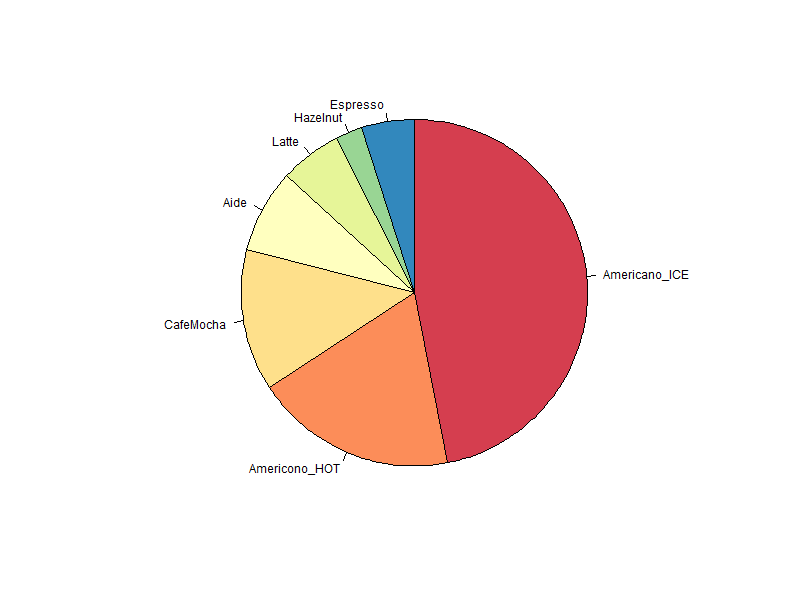 Espresso
Hazelnut
Latte
Aide
Americano_ICE
CafeMocha
Americono_HOT